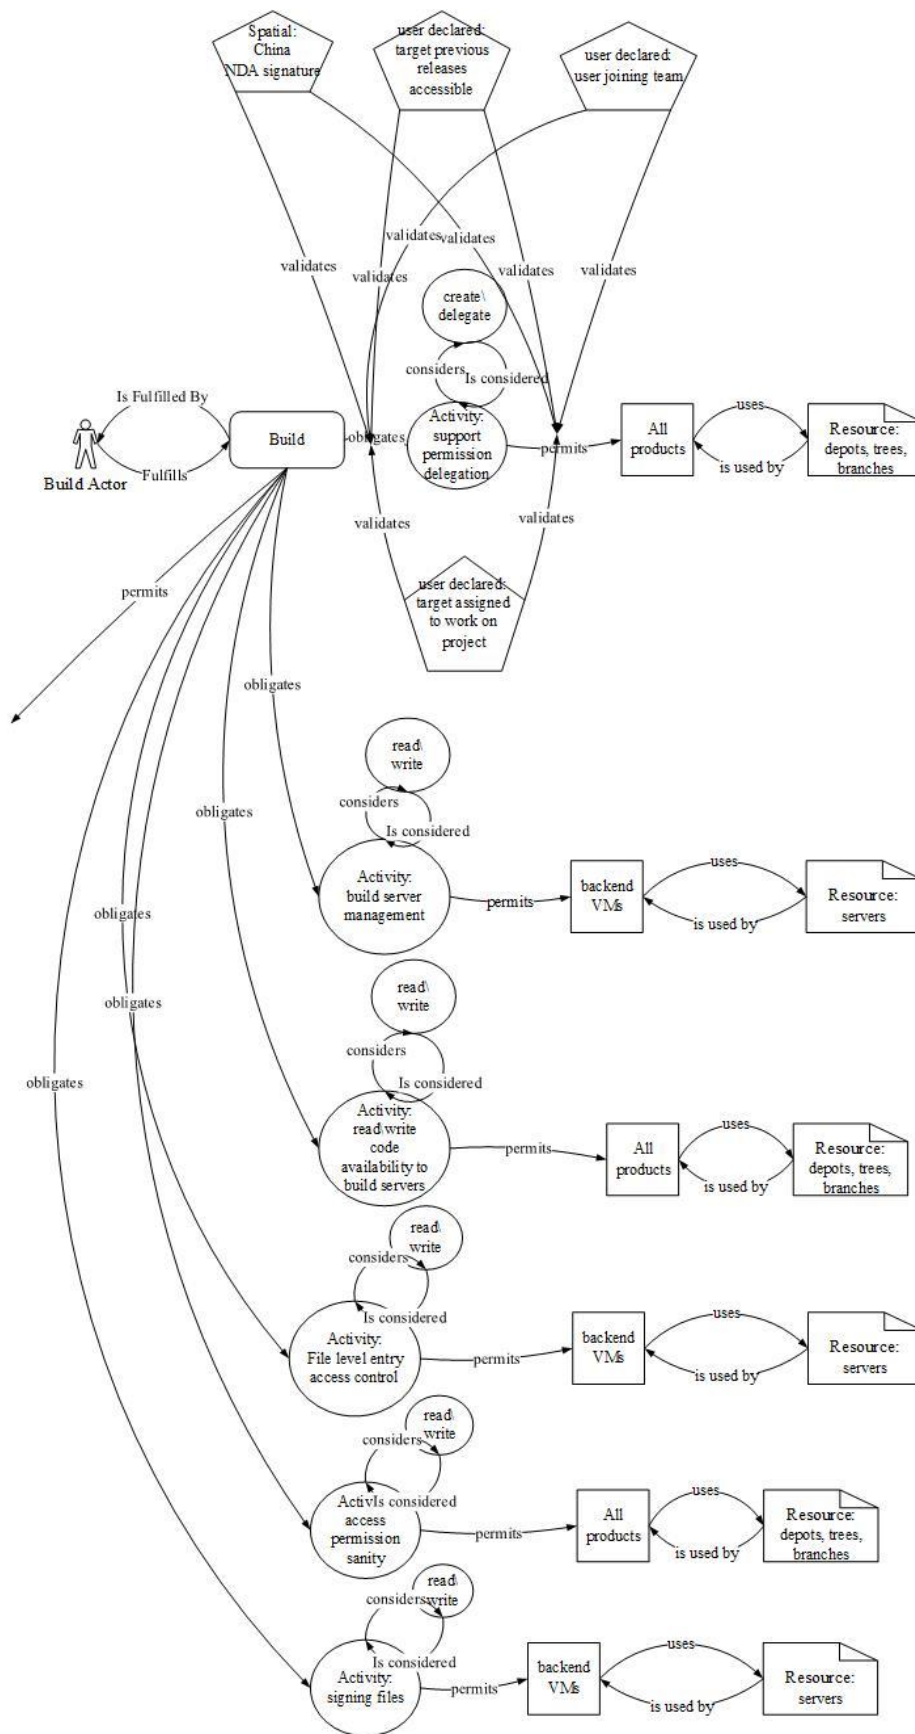 Spatial:
China
NDA signature
user declared:
target previous
releases
accessible
user declared:
user joining team
validates
validates
validates
validates
validates
validates
create\
delegate
considers
Is considered
Is Fulfilled By
Fulfills
Build Actor
Build
obligates
Activity:
support
permission
delegation
permits
All
products
uses
is used by
Resource:
depots, trees,
branches
validates
validates
user declared:
target assigned
to work on
project
permits
obligates
read\
write
considers
Is considered
obligates
Activity:
build server
management
permits
backend
VMs
uses
is used by
Resource:
servers
obligates
read\
write
obligates
considers
Is considered
obligates
Activity:
read\write
code
availability to
build servers
permits
All
products
uses
is used by
Resource:
depots, trees,
branches
read\
write
considers
Is considered
Activity:
File level entry
access control
permits
backend
VMs
uses
is used by
Resource:
servers
read\
write
considers
Is considered
Activi
access
permission
sanity
permits
All
products
uses
is used by
Resource:
depots, trees,
branches
read\
write
considers
Is considered
Activity:
signing files
permits
backend
VMs
uses
is used by
Resource:
servers